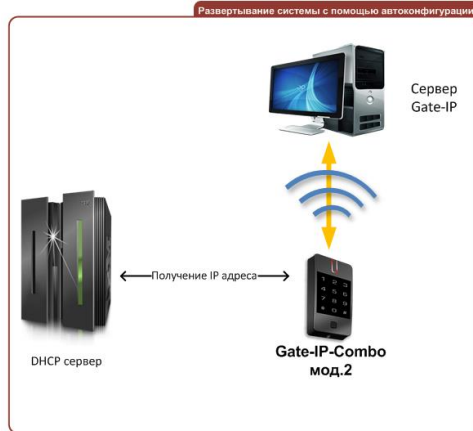 Развертывание системы с помощью автоконфигурации
Сервер
Gate-IP
Получение IP адреса
DHCP сервер
Gate-IP-Combo
мод.2